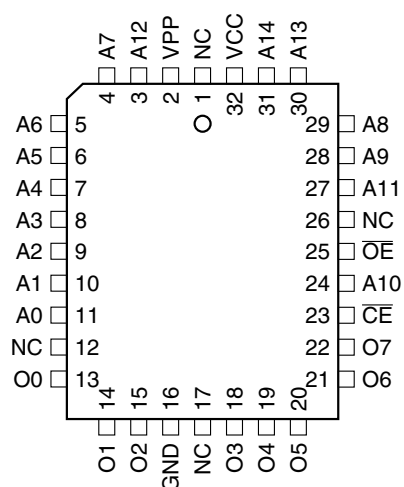 A7 A12 VPP NC VCC A14 A13
4 3 2 1 32 31 30
A6 5 29 A8
A5 6 28 A9
A4 7 27 A11
A3 8 26 NC
A2 9 25 O̅E̅
A1 10 24 A10
A0 11 23 C̅E̅
NC 12 22 O7
O0 13 21 O6
14 15 16 17 18 19 20
O1 O2 GND NC O3 O4 O5